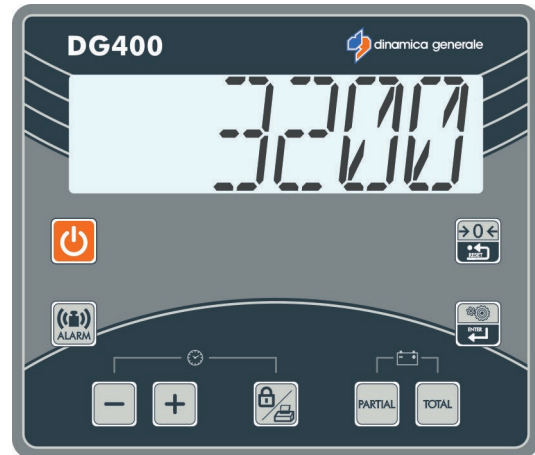 DG400
dinamica generale
3200
→0←
RESET
ALARM
ENTER
− +
PARTIAL TOTAL